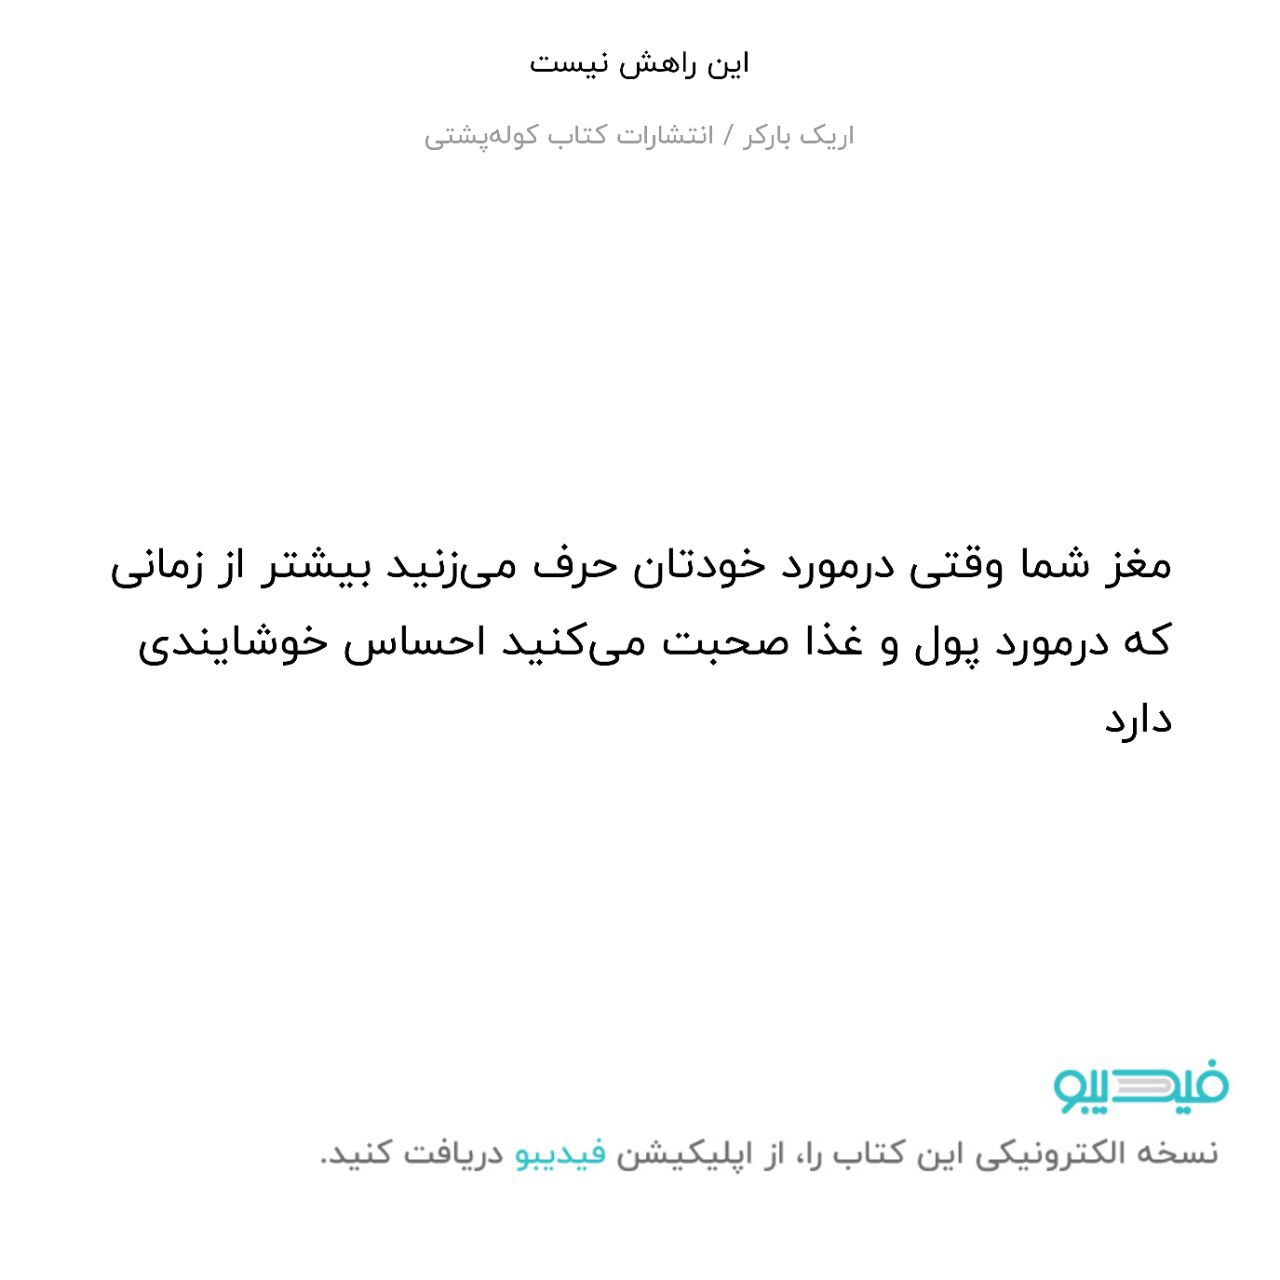 این راهش نیست
اریک بارکر / انتشارات کتاب کوله‌پشتی
مغز شما وقتی درمورد خودتان حرف می‌زنید بیشتر از زمانی
که درمورد پول و غذا صحبت می‌کنید احساس خوشایندی
دارد
فیدیبو
نسخه الکترونیکی این کتاب را، از اپلیکیشن فیدیبو دریافت کنید.